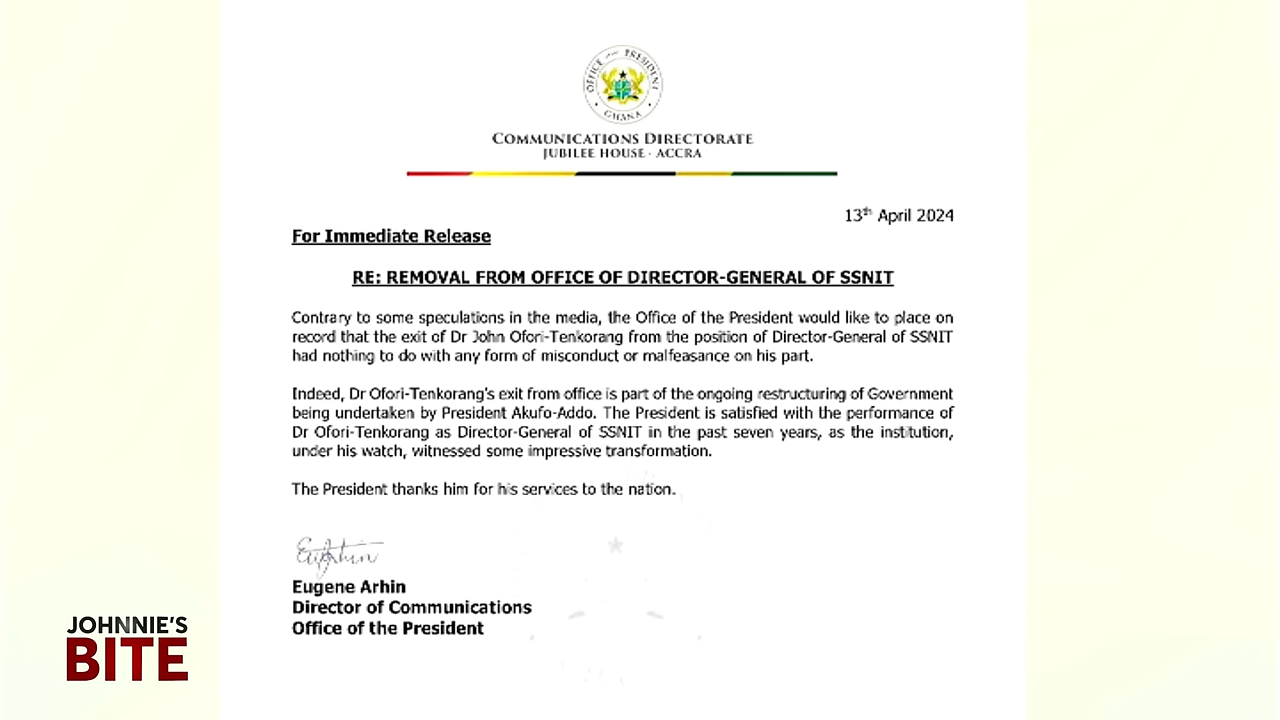 OFFICE OF THE PRESIDENT
GHANA
COMMUNICATIONS DIRECTORATE
JUBILEE HOUSE · ACCRA
13th April 2024
For Immediate Release
RE: REMOVAL FROM OFFICE OF DIRECTOR-GENERAL OF SSNIT
Contrary to some speculations in the media, the Office of the President would like to place on
record that the exit of Dr John Ofori-Tenkorang from the position of Director-General of SSNIT
had nothing to do with any form of misconduct or malfeasance on his part.
Indeed, Dr Ofori-Tenkorang's exit from office is part of the ongoing restructuring of Government
being undertaken by President Akufo-Addo. The President is satisfied with the performance of
Dr Ofori-Tenkorang as Director-General of SSNIT in the past seven years, as the institution,
under his watch, witnessed some impressive transformation.
The President thanks him for his services to the nation.
Eugene Arhin
Director of Communications
Office of the President
JOHNNIE'S
BITE